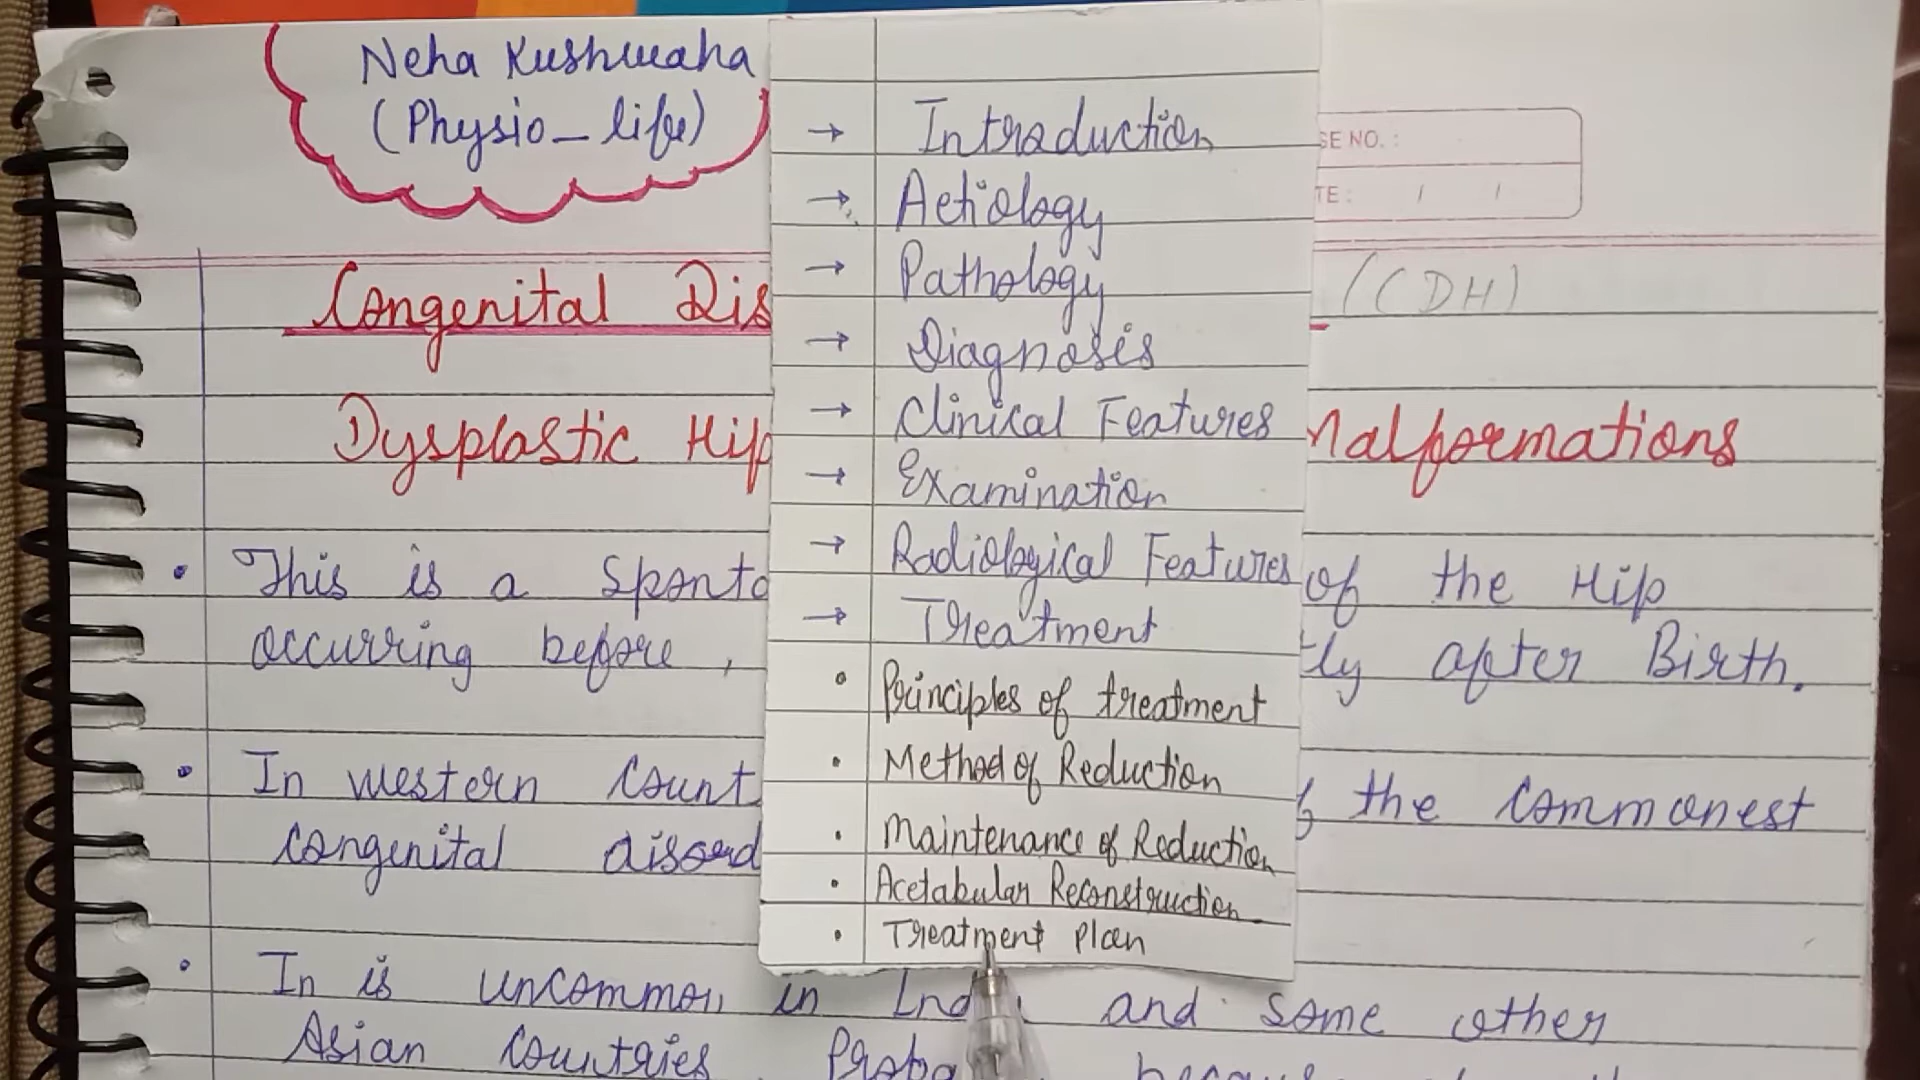 Neha Kushwaha
(Physio_life)
GE NO. :
TE : / /
Congenital Dis
(CDH)
Dysplastic Hip
Malformations
• This is a Sponta
of the Hip
occurring before,
tly after Birth.
• In western Count
the Commonest
congenital disord
• In is uncommon in
and some other
Asian Countries
→ Introduction
→ Aetiology
→ Pathology
→ Diagnosis
→ Clinical Features
→ Examination
→ Radiological Features
→ Treatment
• Principles of treatment
• Method of Reduction
• Maintenance of Reduction
• Acetabular Reconstruction
• Treatment Plan